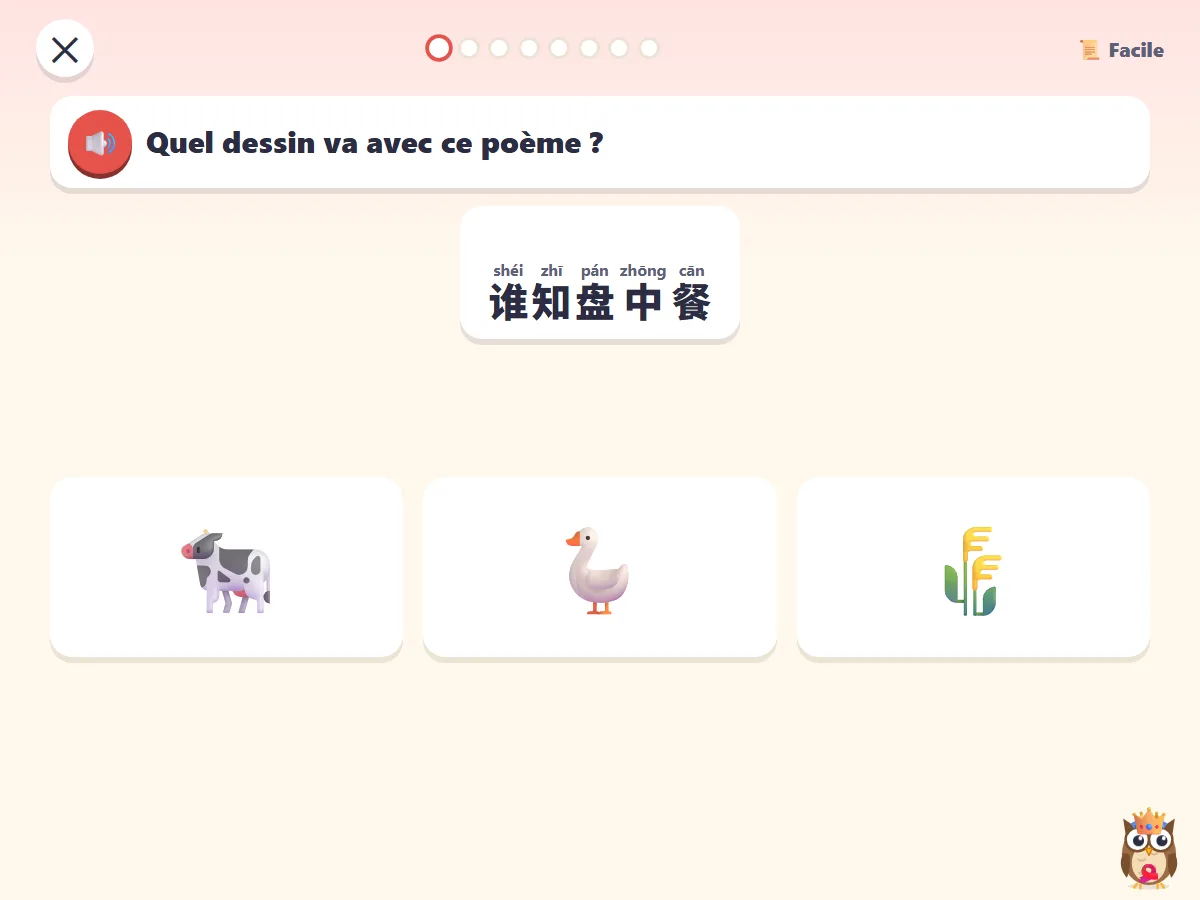 Facile
Quel dessin va avec ce poème ?
shéi zhī pán zhōng cān
谁知盘中餐